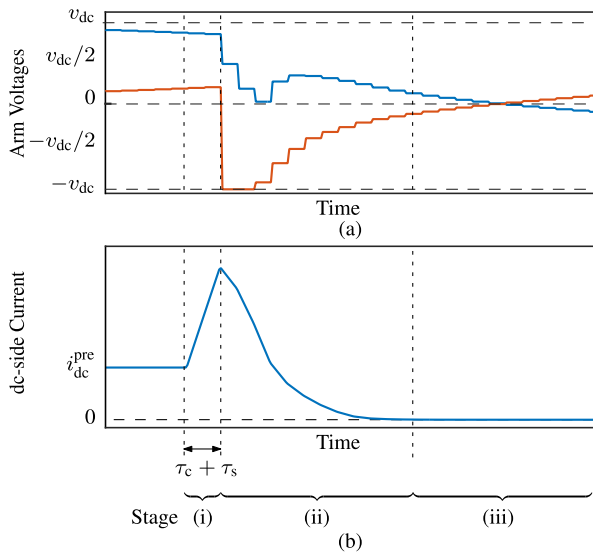 v_dc
v_dc/2
0
−v_dc/2
−v_dc
Arm Voltages
Time
(a)
dc-side Current
i_dc^pre
0
Time
τ_c + τ_s
Stage (i) (ii) (iii)
(b)